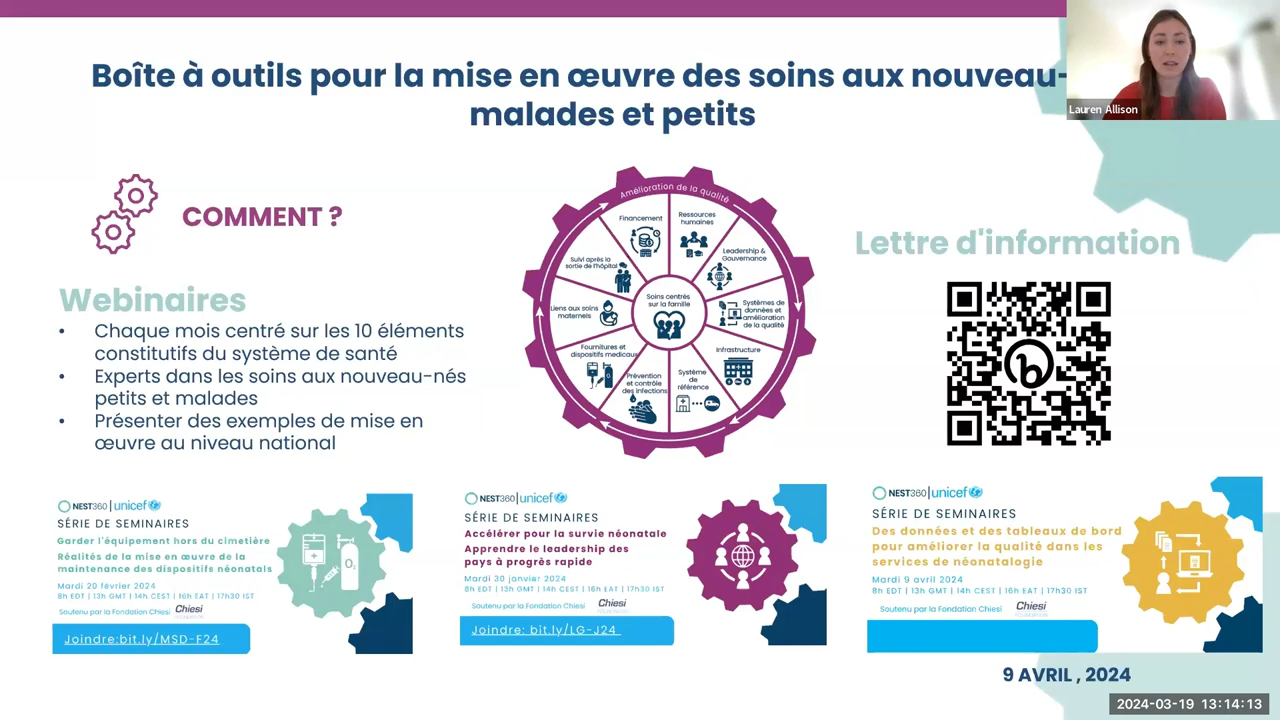 Boîte à outils pour la mise en œuvre des soins aux nouveau-
malades et petits
Lauren Allison
COMMENT ?
Webinaires
• Chaque mois centré sur les 10 éléments
constitutifs du système de santé
• Experts dans les soins aux nouveau-nés
petits et malades
• Présenter des exemples de mise en
œuvre au niveau national
Amélioration de la qualité
Financement
Ressources
humaines
Leadership &
Gouvernance
Systèmes de
données et
amélioration
de la qualité
Infrastructure
Système
de
référence
Prévention
et contrôle
des infections
Fournitures et
dispositifs medicaux
Liens aux soins
maternels
Suivi après la
sortie de l'hôpital
Soins centrés
sur la famille
Lettre d'information
b
NEST360 | unicef
SÉRIE DE SEMINAIRES
Garder l'équipement hors du cimetière
Réalités de la mise en œuvre de la
maintenance des dispositifs néonatals
Mardi 20 février 2024
8h EDT | 13h GMT | 14h CEST | 16h EAT | 17h30 IST
Soutenu par la Fondation Chiesi Chiesi
Joindre:bit.ly/MSD-F24
O2
NEST360 | unicef
SÉRIE DE SEMINAIRES
Accélérer pour la survie néonatale
Apprendre le leadership des
pays à progrès rapide
Mardi 30 janvier 2024
8h EDT | 13h GMT | 14h CEST | 16h EAT | 17h30 IST
Soutenu par la Fondation Chiesi Chiesi
Joindre: bit.ly/LG-J24
NEST360 | unicef
SÉRIE DE SEMINAIRES
Des données et des tableaux de bord
pour améliorer la qualité dans les
services de néonatalogie
Mardi 9 avril 2024
8h EDT | 13h GMT | 14h CEST | 16h EAT | 17h30 IST
Soutenu par la Fondation Chiesi Chiesi
9 AVRIL , 2024
2024-03-19 13:14:13